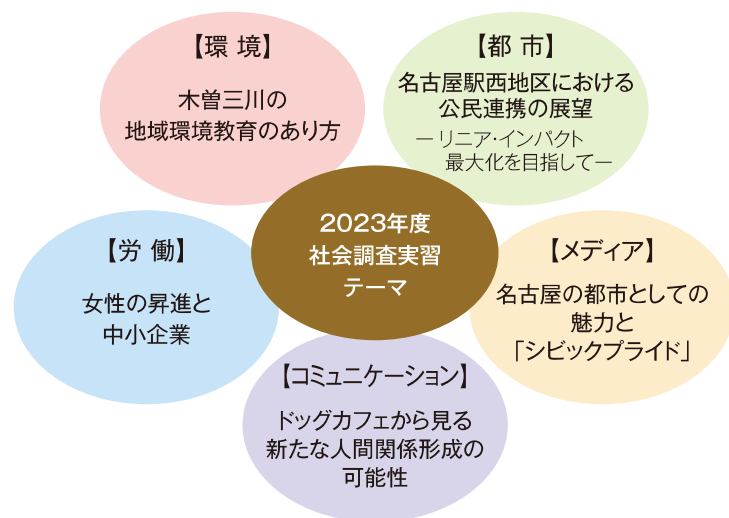 【環 境】
木曽三川の
地域環境教育のあり方
【都 市】
名古屋駅西地区における
公民連携の展望
―リニア・インパクト
最大化を目指して―
2023年度
社会調査実習
テーマ
【労 働】
女性の昇進と
中小企業
【メディア】
名古屋の都市としての
魅力と
「シビックプライド」
【コミュニケーション】
ドッグカフェから見る
新たな人間関係形成の
可能性